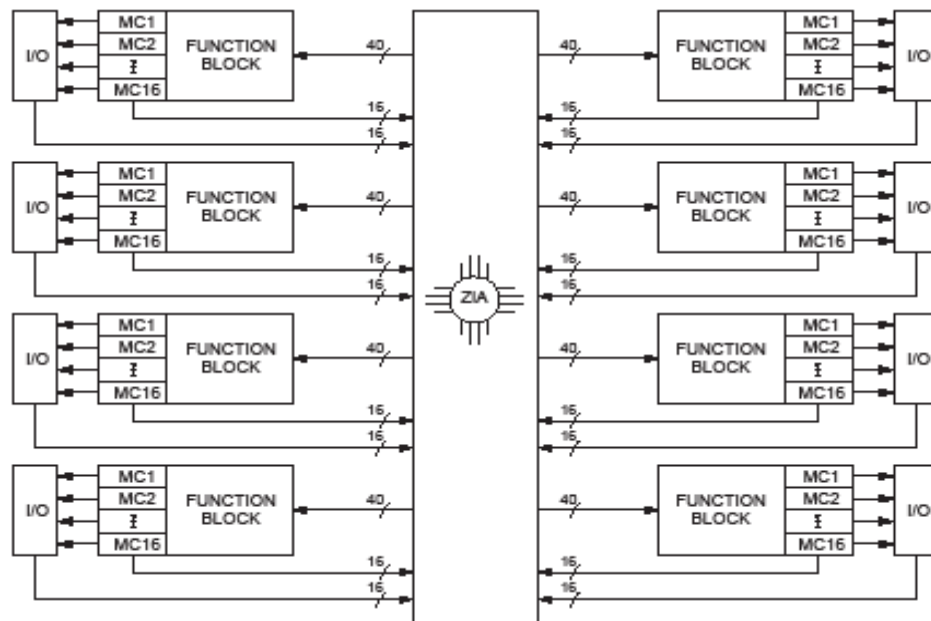 I/O
MC1
MC2
MC16
FUNCTION
BLOCK
40
16
16
40
16
16
FUNCTION
BLOCK
MC1
MC2
MC16
I/O
I/O
MC1
MC2
MC16
FUNCTION
BLOCK
40
16
16
40
16
16
FUNCTION
BLOCK
MC1
MC2
MC16
I/O
ZIA
I/O
MC1
MC2
MC16
FUNCTION
BLOCK
40
16
16
40
16
16
FUNCTION
BLOCK
MC1
MC2
MC16
I/O
I/O
MC1
MC2
MC16
FUNCTION
BLOCK
40
16
16
40
16
16
FUNCTION
BLOCK
MC1
MC2
MC16
I/O